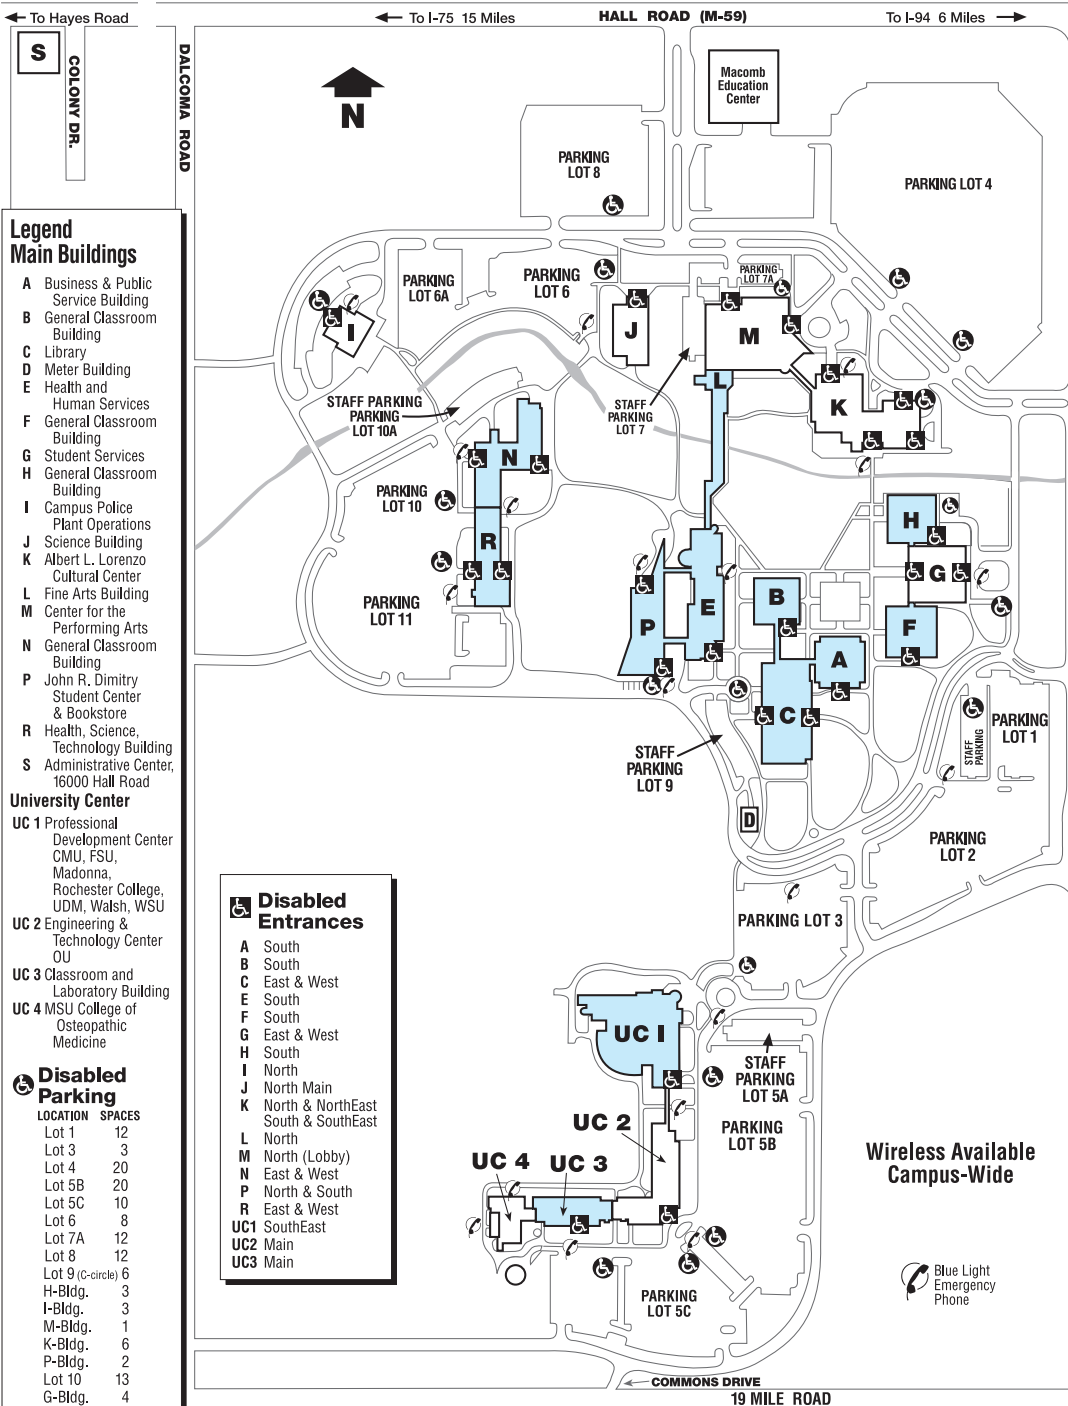 To Hayes Road
To I-75 15 Miles
HALL ROAD (M-59)
To I-94 6 Miles
S
COLONY DR.
DALCOMA ROAD
N
Macomb
Education
Center
PARKING
LOT 8
PARKING LOT 4
Legend
Main Buildings
A Business & Public
Service Building
B General Classroom
Building
C Library
D Meter Building
E Health and
Human Services
F General Classroom
Building
G Student Services
H General Classroom
Building
I Campus Police
Plant Operations
J Science Building
K Albert L. Lorenzo
Cultural Center
L Fine Arts Building
M Center for the
Performing Arts
N General Classroom
Building
P John R. Dimitry
Student Center
& Bookstore
R Health, Science,
Technology Building
S Administrative Center,
16000 Hall Road
University Center
UC 1 Professional
Development Center
CMU, FSU,
Madonna,
Rochester College,
UDM, Walsh, WSU
UC 2 Engineering &
Technology Center
OU
UC 3 Classroom and
Laboratory Building
UC 4 MSU College of
Osteopathic
Medicine
Disabled
Parking
LOCATION SPACES
Lot 1 12
Lot 3 3
Lot 4 20
Lot 5B 20
Lot 5C 10
Lot 6 8
Lot 7A 12
Lot 8 12
Lot 9 (C-circle) 6
H-Bldg. 3
I-Bldg. 3
M-Bldg. 1
K-Bldg. 6
P-Bldg. 2
Lot 10 13
G-Bldg. 4
PARKING
LOT 6A
PARKING
LOT 6
PARKING
LOT 7A
I
J
M
L
K
STAFF PARKING
PARKING
LOT 10A
STAFF
PARKING
LOT 7
N
PARKING
LOT 10
R
H
G
PARKING
LOT 11
P
E
B
F
A
C
STAFF
PARKING
LOT 9
STAFF
PARKING
PARKING
LOT 1
D
PARKING
LOT 2
PARKING LOT 3
Disabled
Entrances
A South
B South
C East & West
E South
F South
G East & West
H South
I North
J North Main
K North & NorthEast
South & SouthEast
L North
M North (Lobby)
N East & West
P North & South
R East & West
UC1 SouthEast
UC2 Main
UC3 Main
UC I
STAFF
PARKING
LOT 5A
UC 2
PARKING
LOT 5B
UC 4
UC 3
Wireless Available
Campus-Wide
PARKING
LOT 5C
Blue Light
Emergency
Phone
COMMONS DRIVE
19 MILE ROAD